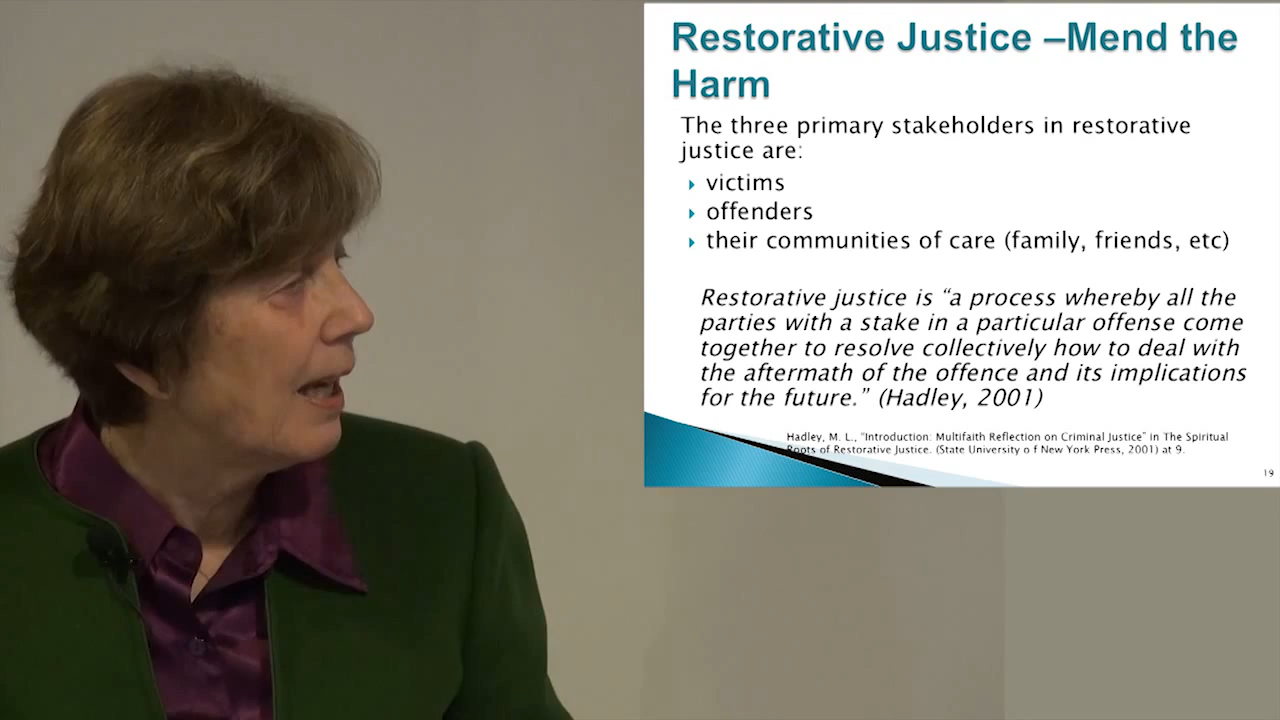 Restorative Justice –Mend the
Harm
The three primary stakeholders in restorative
justice are:
victims
offenders
their communities of care (family, friends, etc)
Restorative justice is “a process whereby all the
parties with a stake in a particular offense come
together to resolve collectively how to deal with
the aftermath of the offence and its implications
for the future.” (Hadley, 2001)
Hadley, M. L., “Introduction: Multifaith Reflection on Criminal Justice” in The Spiritual
Roots of Restorative Justice. (State University o f New York Press, 2001) at 9.
19